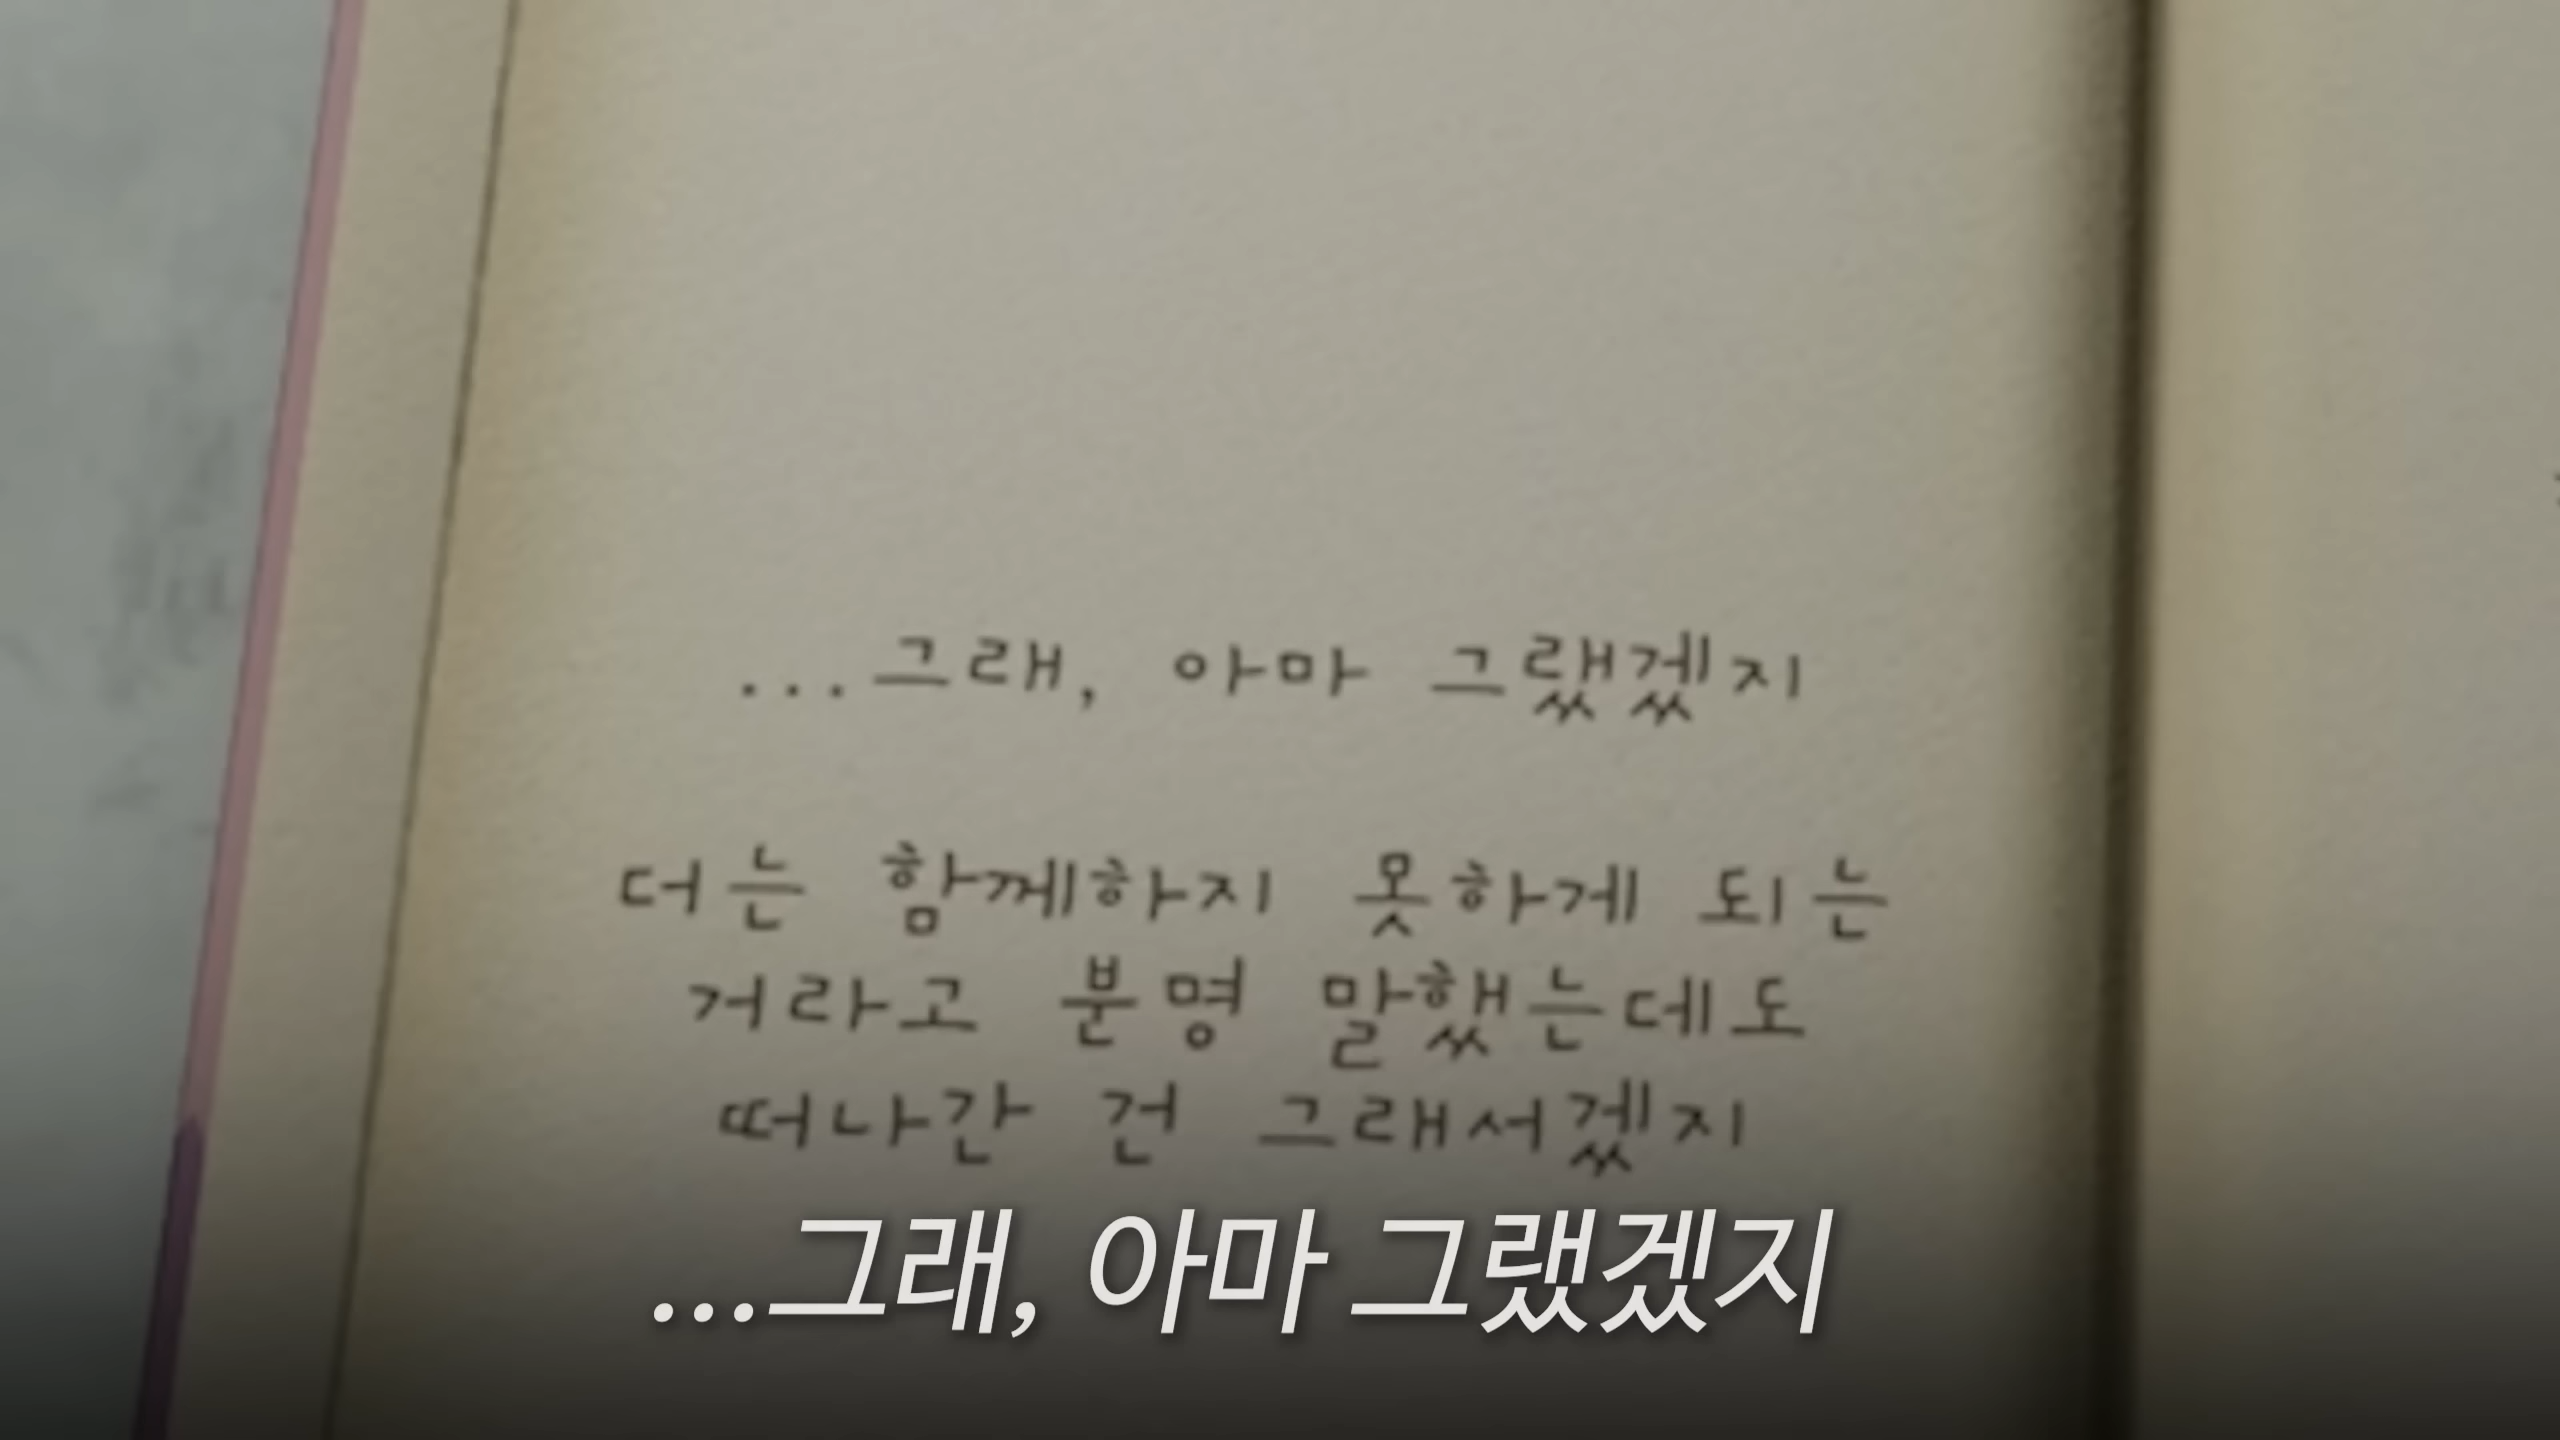 ...그래, 아마 그랬겠지
더는 함께하지 못하게 되는
거라고 분명 말했는데도
떠나간 건 그래서겠지
...그래, 아마 그랬겠지